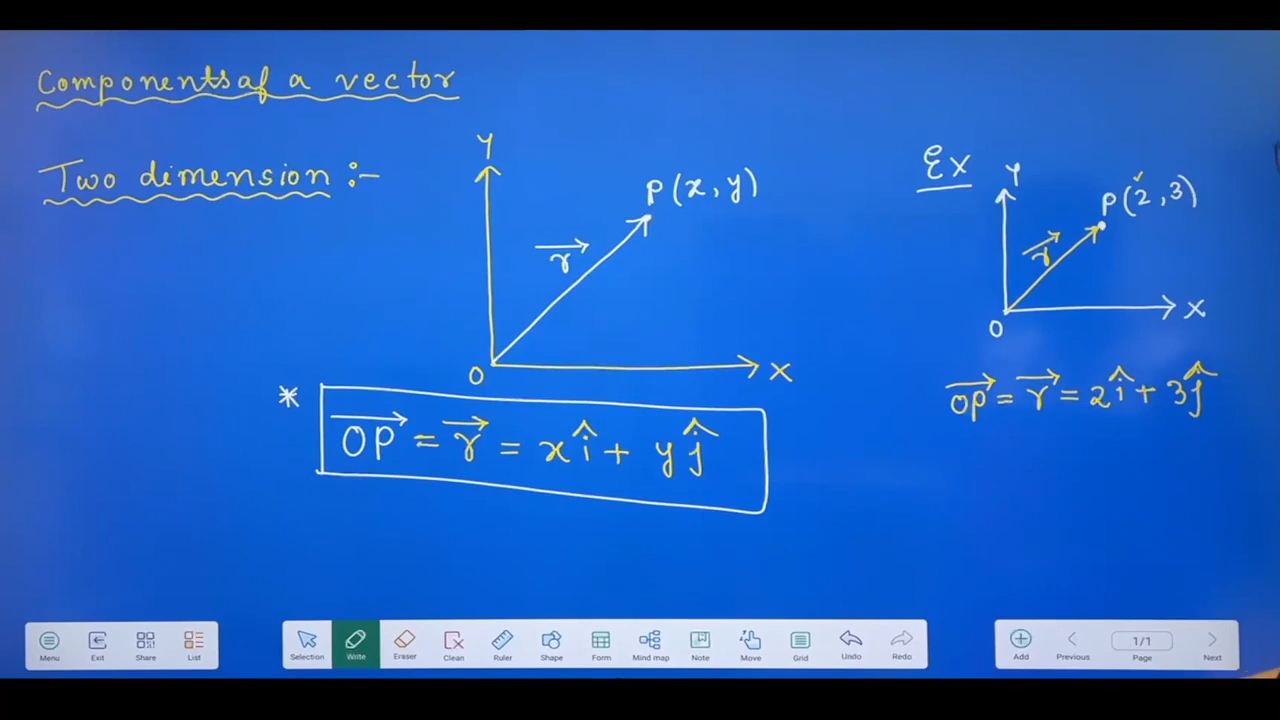 Components of a vector
Two dimension :-
Y
P(x, y)
r
O
X
* OP = r = xî + yĵ
Ex
Y
P(2, 3)
r
O
X
OP = r = 2î + 3ĵ
Menu
Exit
Share
List
Selection
Write
Eraser
Clean
Ruler
Shape
Form
Mind map
Note
Move
Grid
Undo
Redo
Add
Previous
1/1
Page
Next